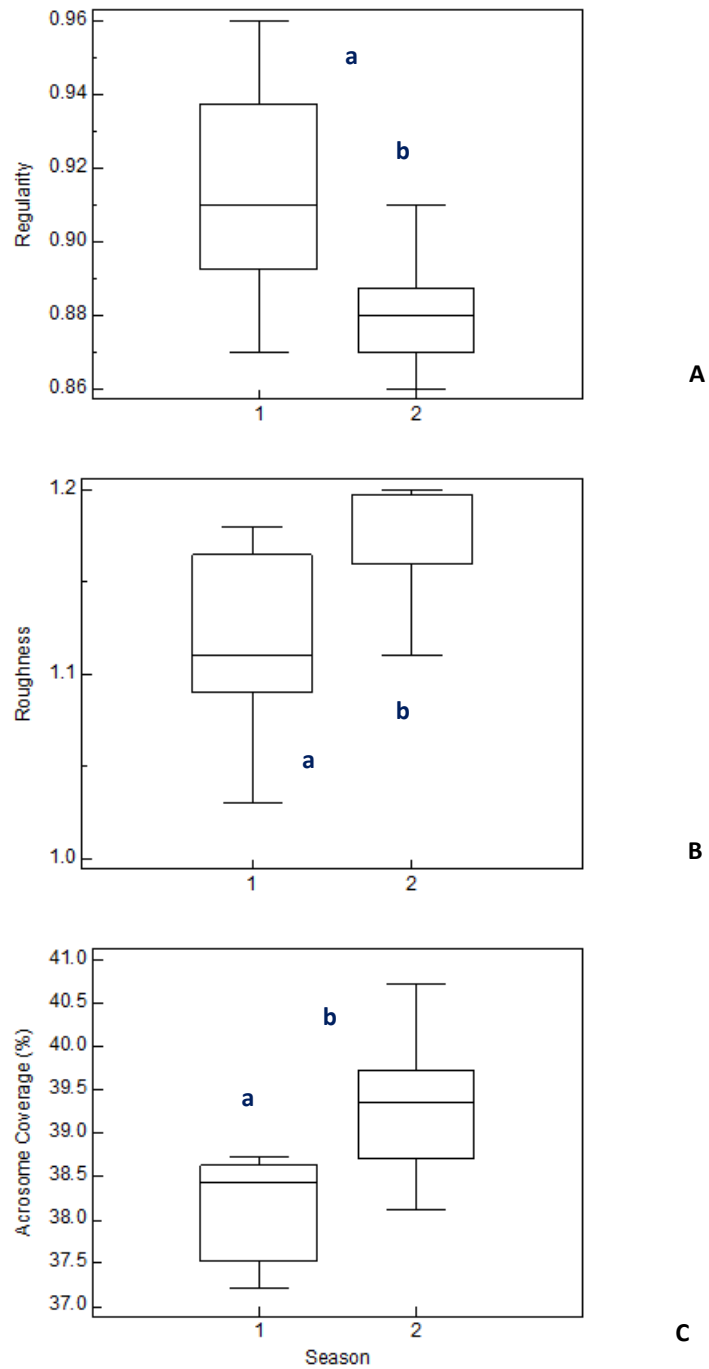 0.96
a
0.94
b
0.92
Regularity
0.90
0.88
A
0.86
1 2
1.2
Roughness
1.1
b
a
B
1.0
1 2
41.0
40.5
b
40.0
Acrosome Coverage (%)
39.5
a
39.0
38.5
38.0
37.5
37.0
C
1 2
Season